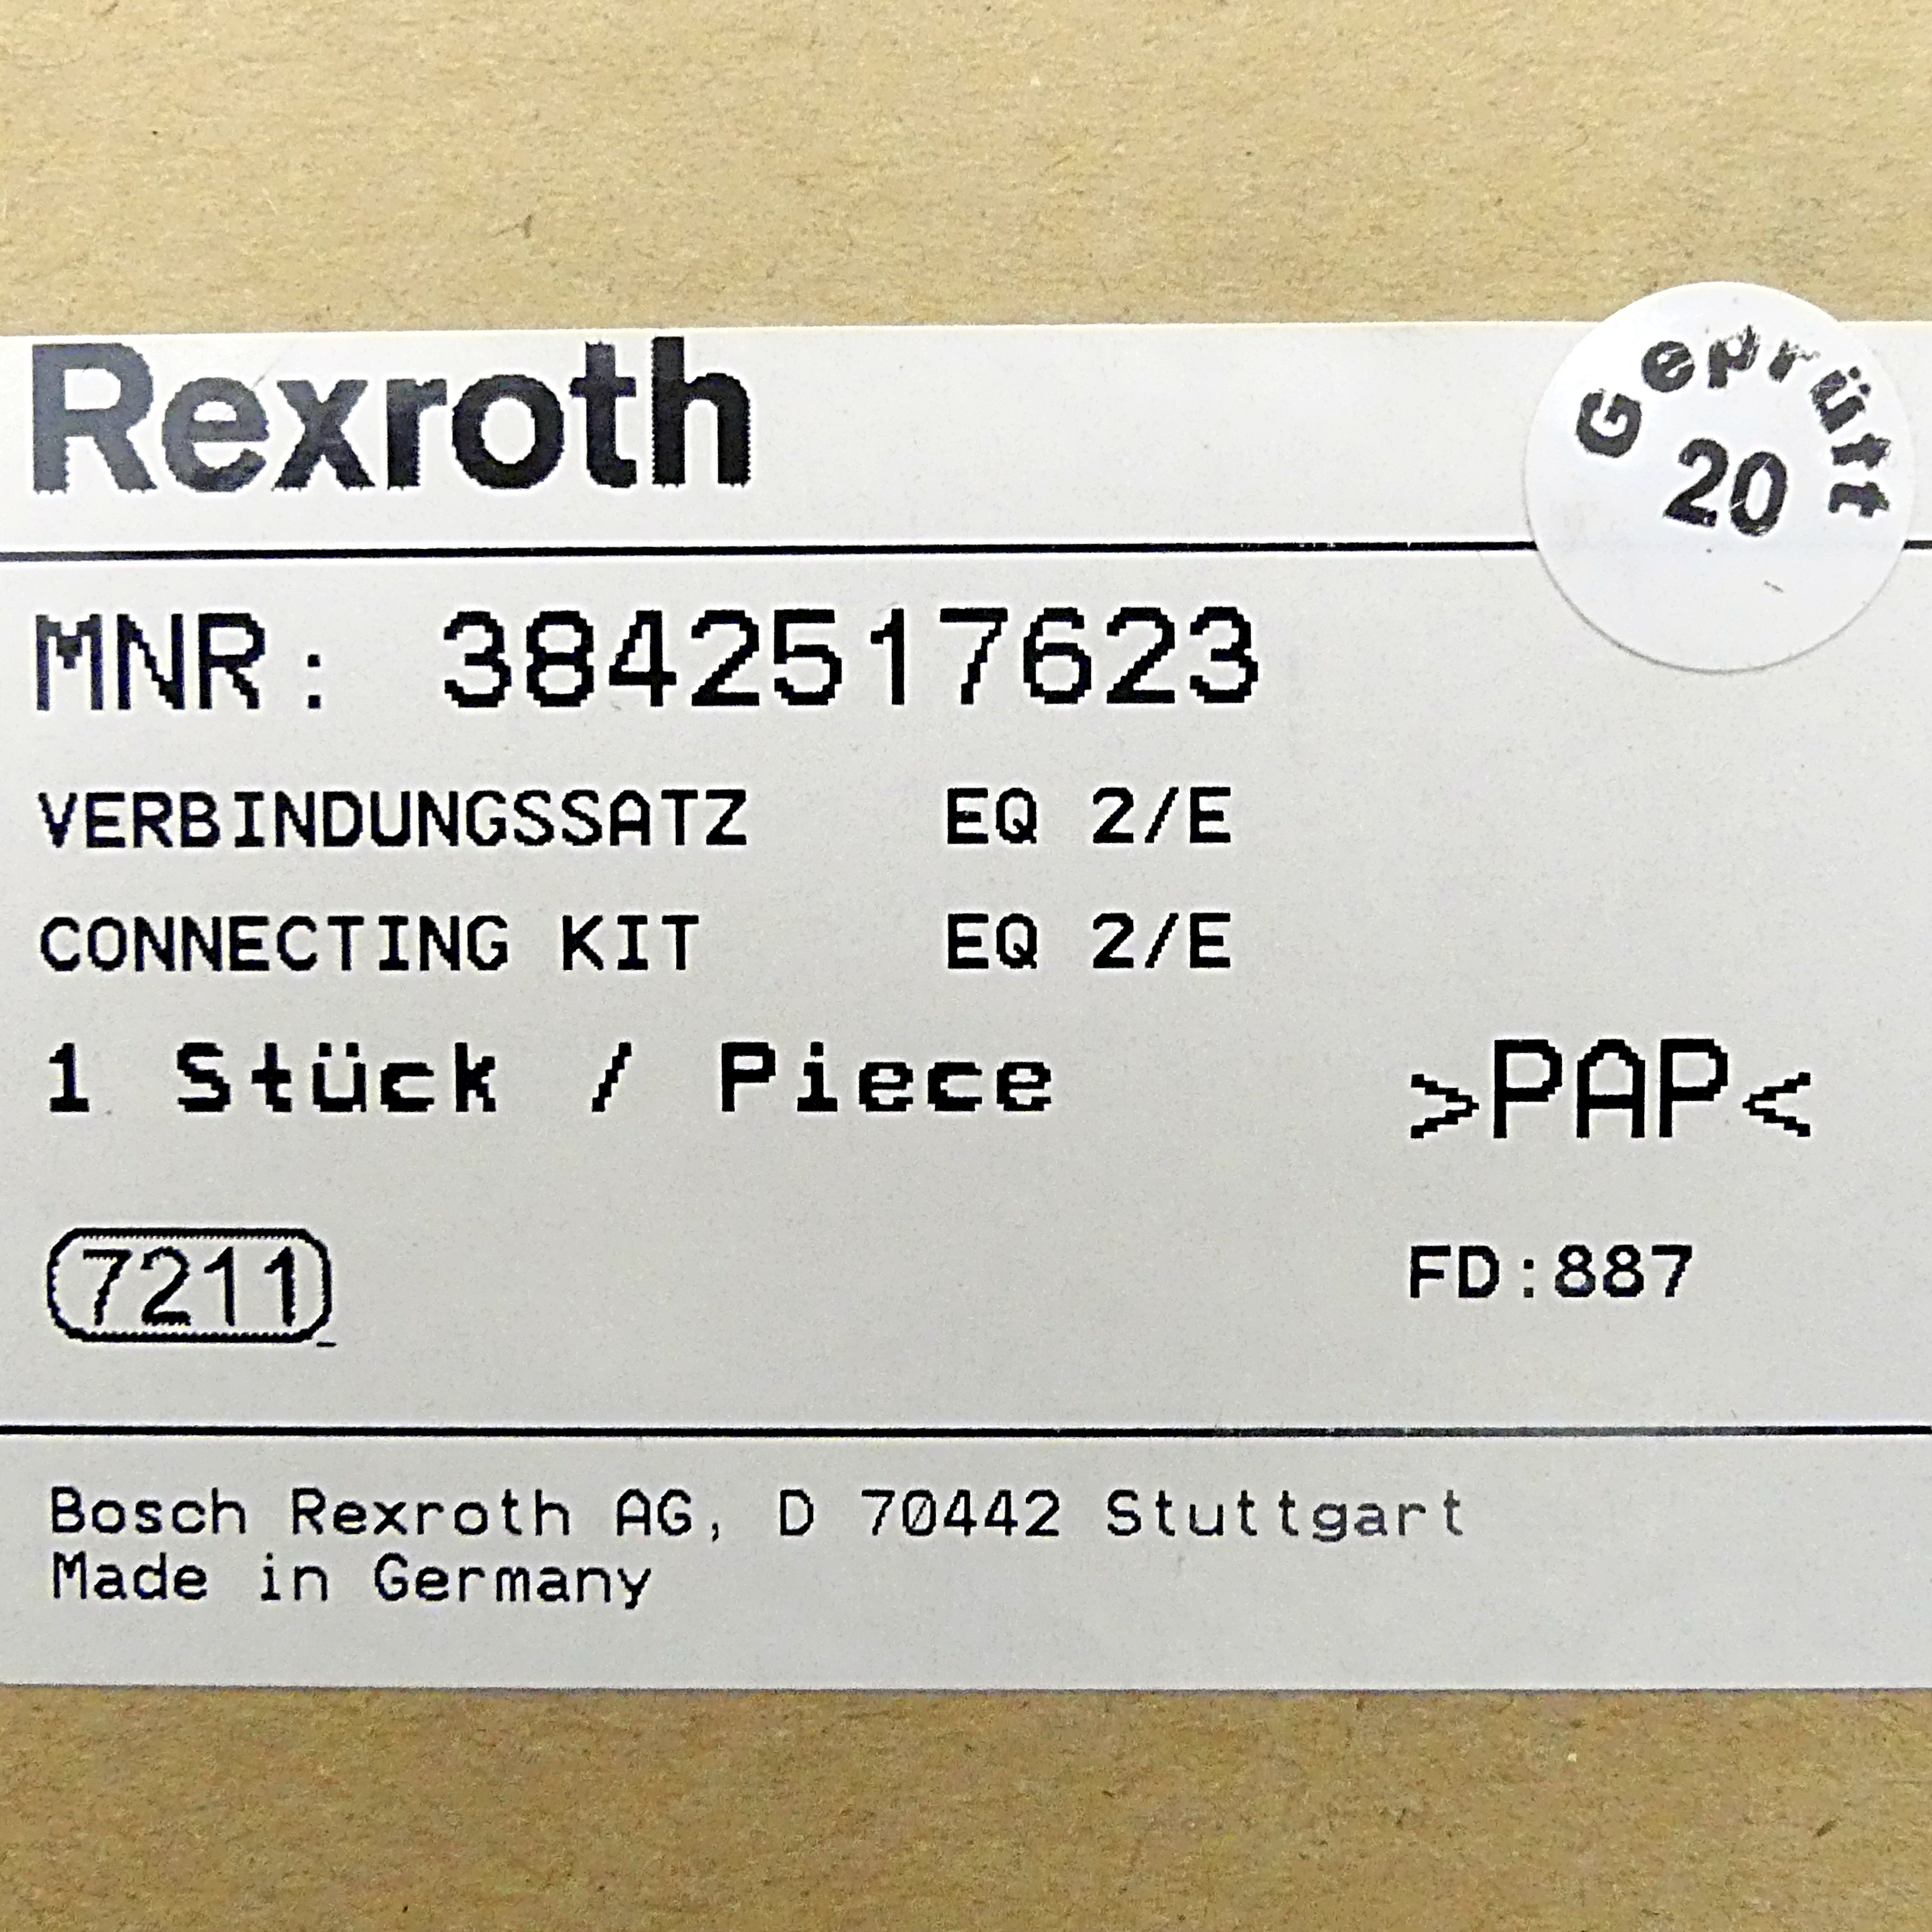 Rexroth
Geprüft
20
MNR: 3842517623
VERBINDUNGSSATZ EQ 2/E
CONNECTING KIT EQ 2/E
1 Stück / Piece
>PAP<
7211
FD:887
Bosch Rexroth AG, D 70442 Stuttgart
Made in Germany